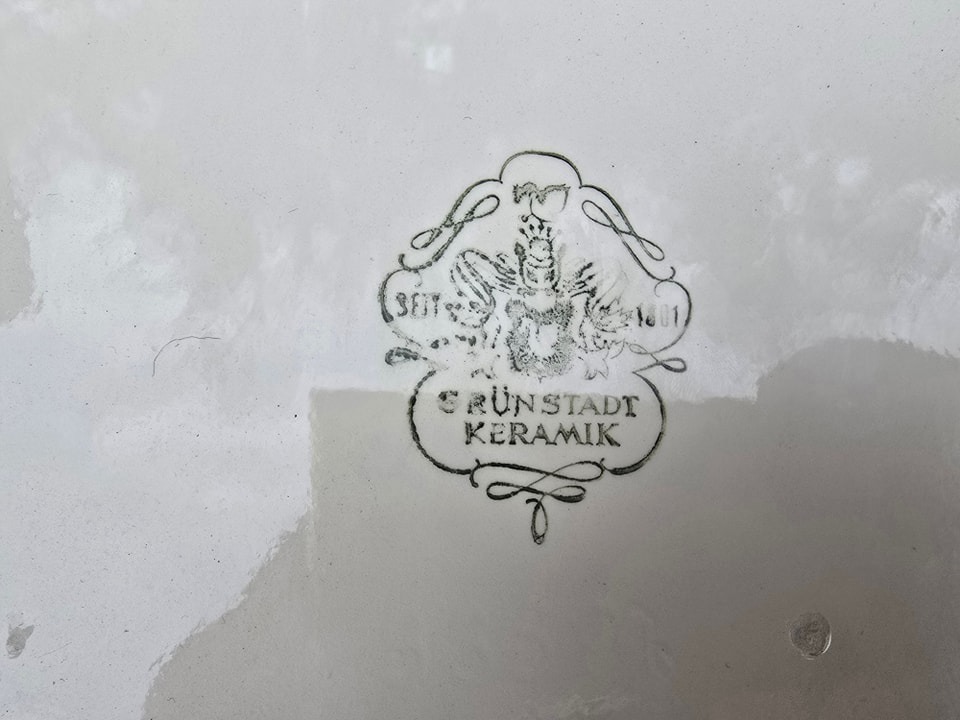 SEIT 1801
GRÜNSTADT
KERAMIK